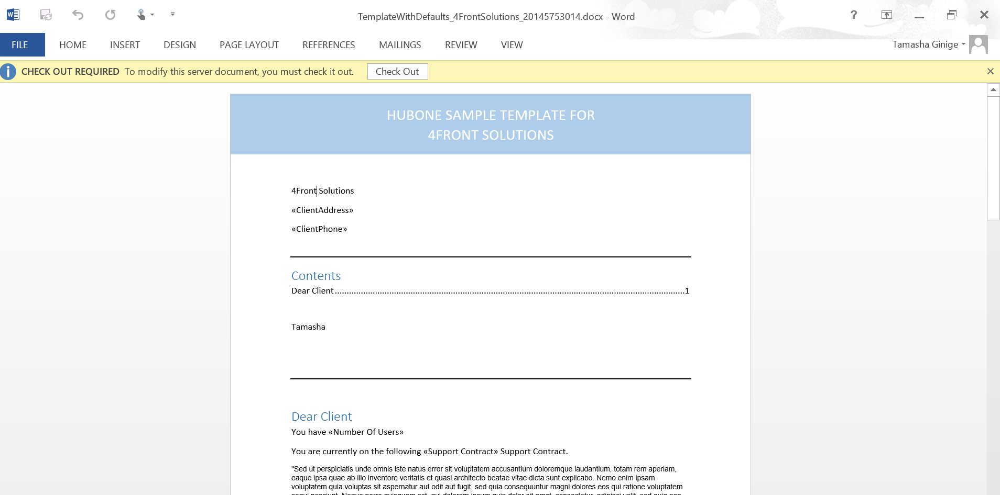 TemplateWithDefaults_4FrontSolutions_20145753014.docx - Word
?
FILE HOME INSERT DESIGN PAGE LAYOUT REFERENCES MAILINGS REVIEW VIEW Tamasha Ginige
CHECK OUT REQUIRED To modify this server document, you must check it out. Check Out
HUBONE SAMPLE TEMPLATE FOR
4FRONT SOLUTIONS
4Front Solutions
«ClientAddress»
«ClientPhone»
Contents
Dear Client....................................................................................................................................................1
Tamasha
Dear Client
You have «Number Of Users»
You are currently on the following «Support Contract» Support Contract.
"Sed ut perspiciatis unde omnis iste natus error sit voluptatem accusantium doloremque laudantium, totam rem aperiam,
eaque ipsa quae ab illo inventore veritatis et quasi architecto beatae vitae dicta sunt explicabo. Nemo enim ipsam
voluptatem quia voluptas sit aspernatur aut odit aut fugit, sed quia consequuntur magni dolores eos qui ratione voluptatem